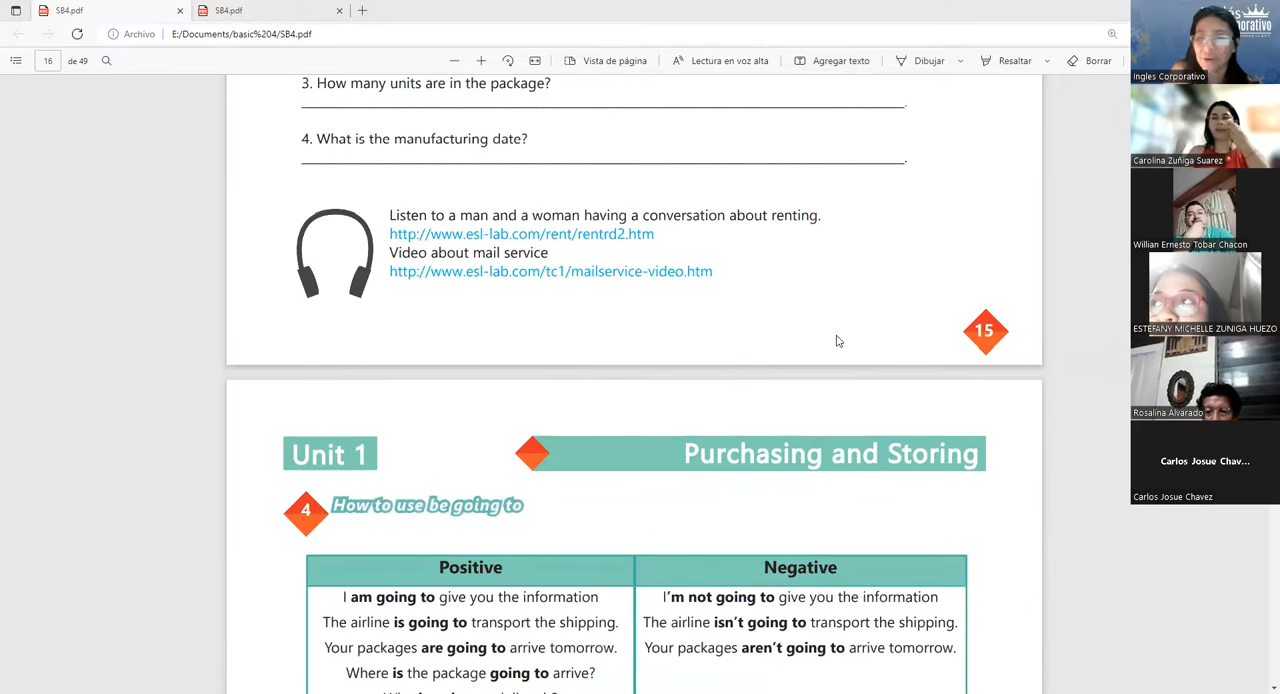 SB4.pdf
SB4.pdf
Archivo E:/Documents/basic%204/SB4.pdf
16 de 49
Vista de página
Lectura en voz alta
Agregar texto
Dibujar
Resaltar
Borrar
3. How many units are in the package?
4. What is the manufacturing date?
Listen to a man and a woman having a conversation about renting.
http://www.esl-lab.com/rent/rentrd2.htm
Video about mail service
http://www.esl-lab.com/tc1/mailservice-video.htm
15
Unit 1
Purchasing and Storing
4 How to use be going to
Positive
Negative
I am going to give you the information
I'm not going to give you the information
The airline is going to transport the shipping.
The airline isn't going to transport the shipping.
Your packages are going to arrive tomorrow.
Your packages aren't going to arrive tomorrow.
Where is the package going to arrive?
Ingles Corporativo
Carolina Zuñiga Suarez
Willian Ernesto Tobar Chacon
ESTEFANY MICHELLE ZUNIGA HUEZO
Rosalina Alvarado
Carlos Josue Chav...
Carlos Josue Chavez